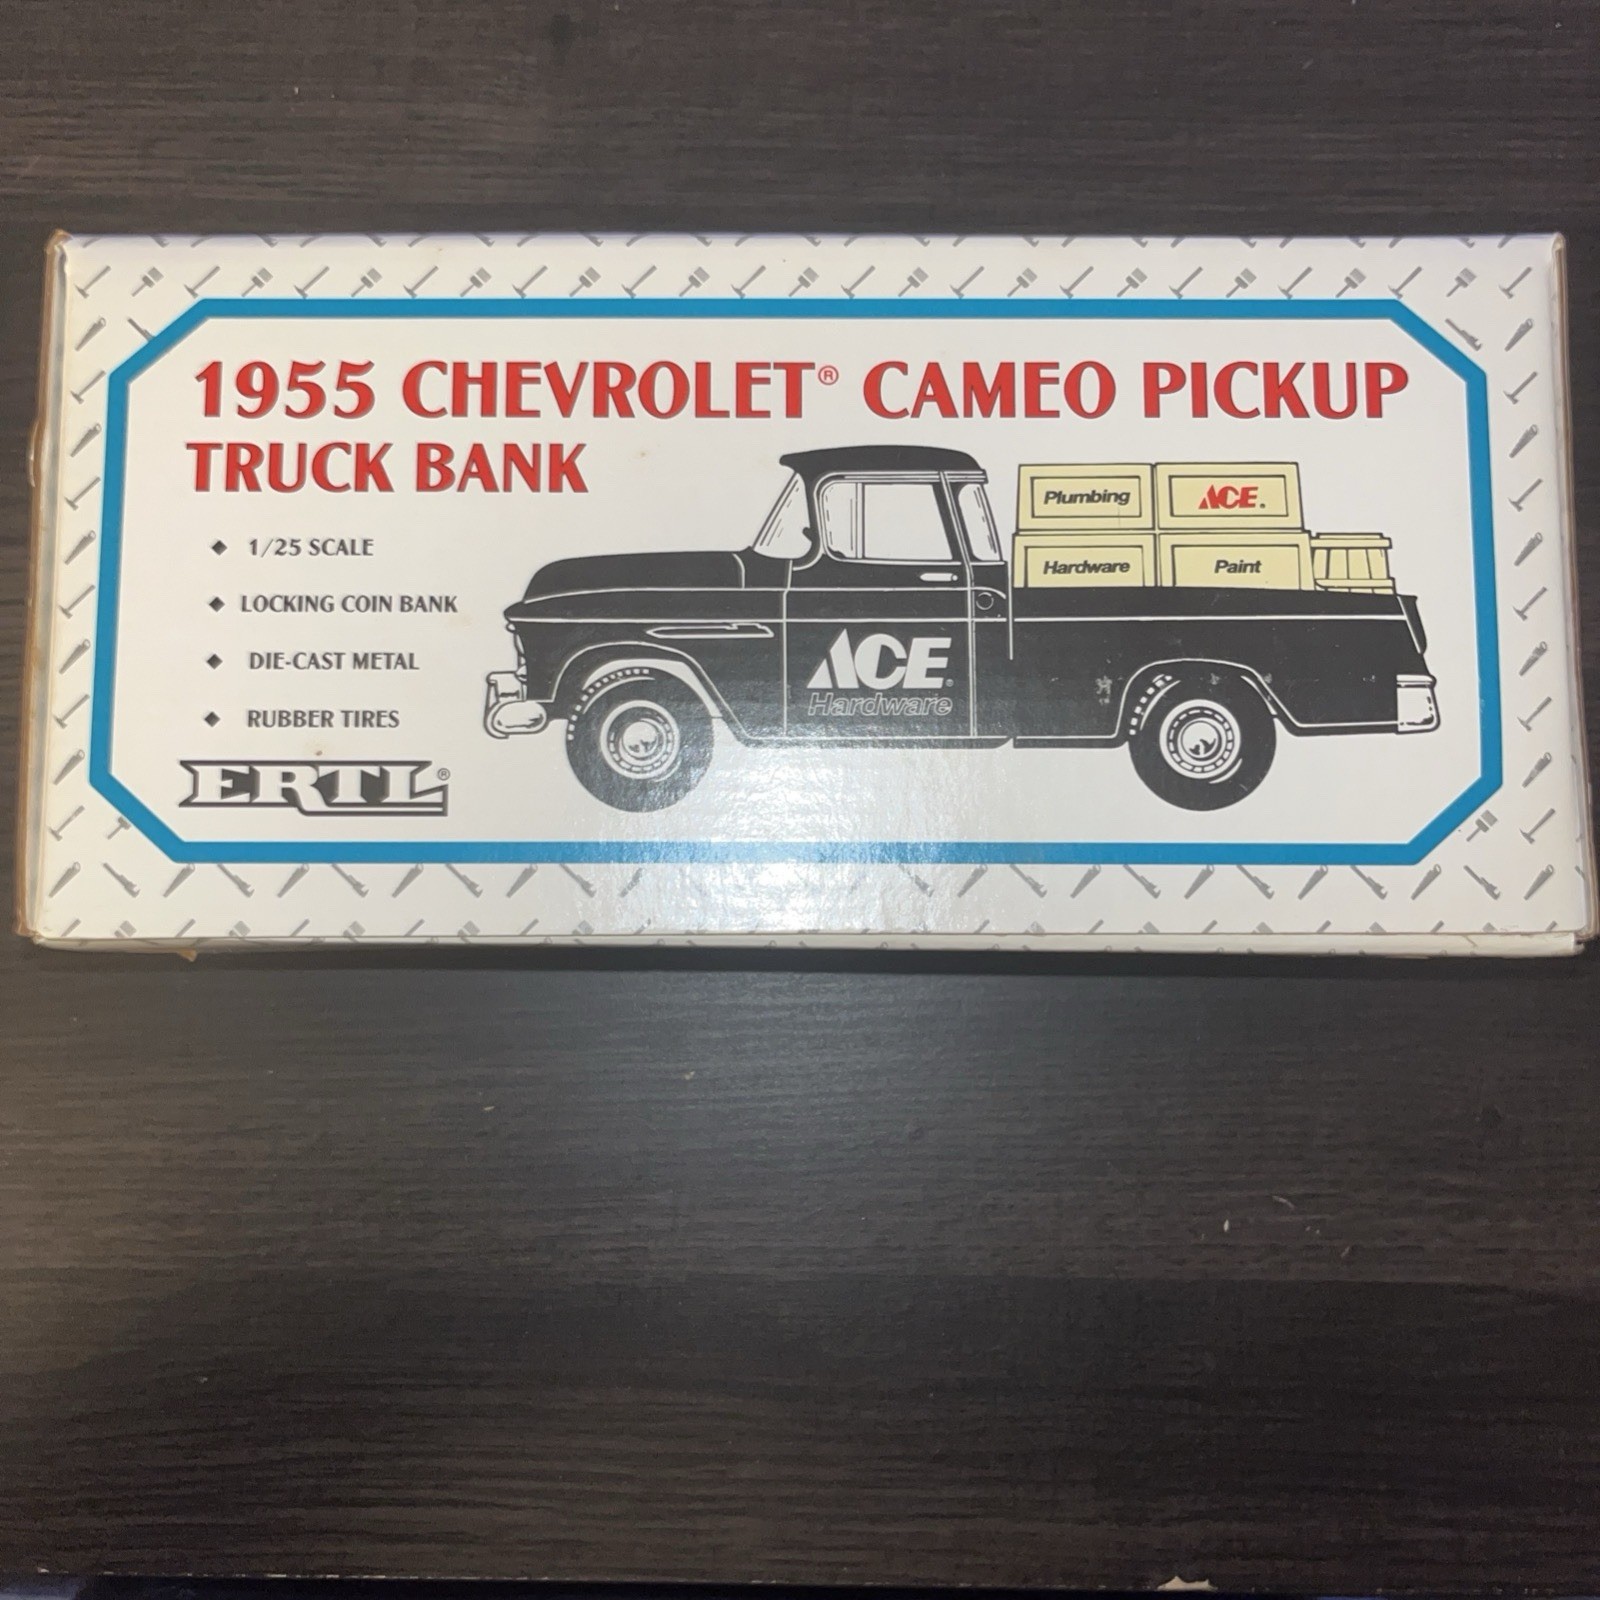 1955 CHEVROLET® CAMEO PICKUP
TRUCK BANK
◆ 1/25 SCALE
◆ LOCKING COIN BANK
◆ DIE-CAST METAL
◆ RUBBER TIRES
ERTL®
Plumbing
ACE.
Hardware
Paint
ACE®
Hardware